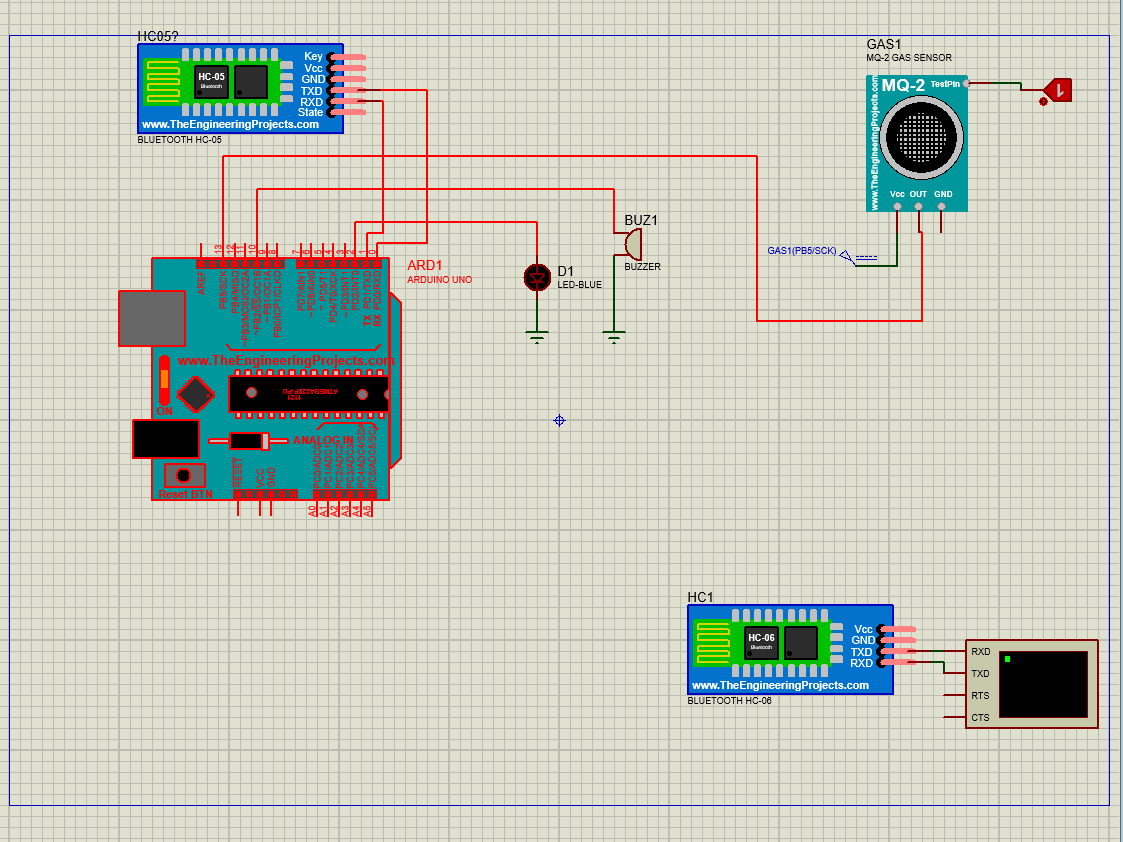 HC05?
HC-05
Bluetooth
Key
Vcc
GND
TXD
RXD
State
www.TheEngineeringProjects.com
BLUETOOTH HC-05
GAS1
MQ-2 GAS SENSOR
MQ-2
TestPin
1
www.TheEngineeringProjects.com
Vcc OUT GND
GAS1(PB5/SCK)
BUZ1
BUZZER
D1
LED-BLUE
ARD1
ARDUINO UNO
13 12 11 10 9 8 7 6 5 4 3 2 1 0
AREF
PB5/SCK
PB4/MISO
~PB3/MOSI/OC2A
~PB2/SS/OC1B
~PB1/OC1A
PB0/ICP1/CLKO
PD7/AIN1
~PD6/AIN0
~PD5/T1
PD4/T0/XCK
~PD3/INT1
PD2/INT0
TX PD1/TXD
RX PD0/RXD
www.TheEngineeringProjects.com
ATMEGA328P-PU
1121
ON
ANALOG IN
RESET
VCC
GND
PC0/ADC0
PC1/ADC1
PC2/ADC2
PC3/ADC3
PC4/ADC4/SDA
PC5/ADC5/SCL
Reset BTN
A0 A1 A2 A3 A4 A5
HC1
HC-06
Bluetooth
Vcc
GND
TXD
RXD
www.TheEngineeringProjects.com
BLUETOOTH HC-06
RXD
TXD
RTS
CTS